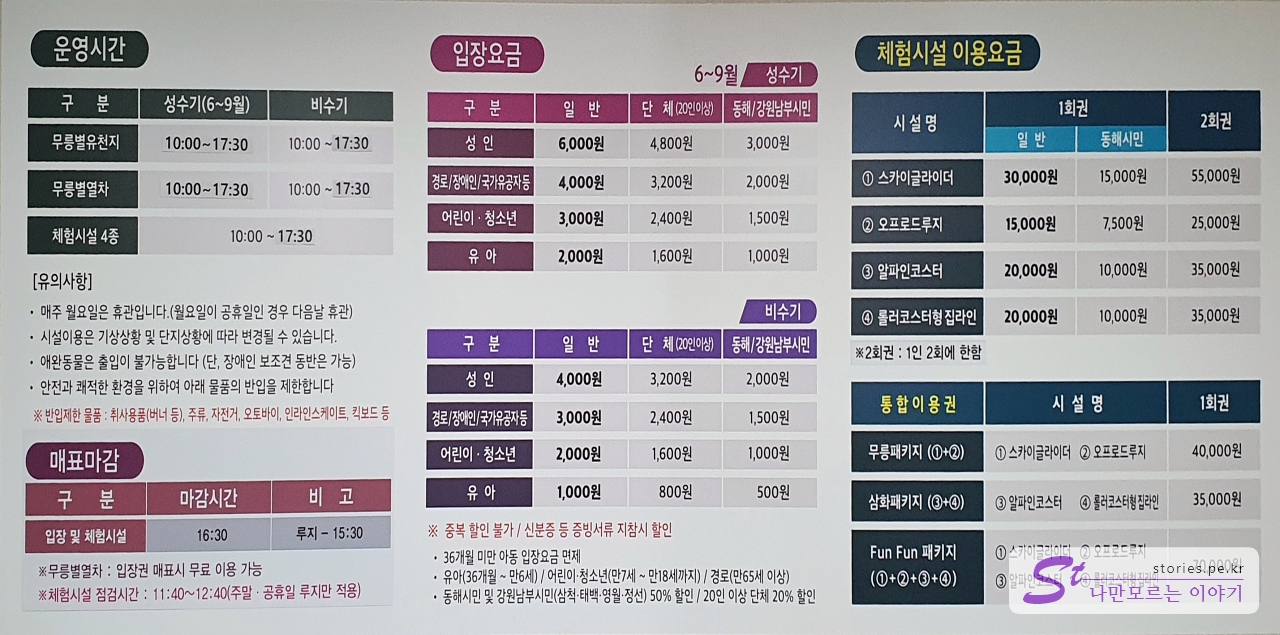 운영시간
구 분 성수기(6~9월) 비수기
무릉별유천지 10:00~17:30 10:00 ~17:30
무릉별열차 10:00~17:30 10:00 ~17:30
체험시설 4종 10:00 ~ 17:30
[유의사항]
• 매주 월요일은 휴관입니다.(월요일이 공휴일인 경우 다음날 휴관)
• 시설이용은 기상상황 및 단지상황에 따라 변경될 수 있습니다.
• 애완동물은 출입이 불가능합니다 (단, 장애인 보조견 동반은 가능)
• 안전과 쾌적한 환경을 위하여 아래 물품의 반입을 제한합니다
※ 반입제한 물품 : 취사용품(버너 등), 주류, 자전거, 오토바이, 인라인스케이트, 킥보드 등
매표마감
구 분 마감시간 비 고
입장 및 체험시설 16:30 루지 – 15:30
※무릉별열차 : 입장권 매표시 무료 이용 가능
※체험시설 점검시간 : 11:40~12:40(주말 · 공휴일 루지만 적용)
입장요금
6~9월 성수기
구 분 일 반 단 체 (20인이상) 동해/강원남부시민
성 인 6,000원 4,800원 3,000원
경로/장애인/국가유공자 등 4,000원 3,200원 2,000원
어린이 · 청소년 3,000원 2,400원 1,500원
유 아 2,000원 1,600원 1,000원
비수기
구 분 일 반 단 체 (20인이상) 동해/강원남부시민
성 인 4,000원 3,200원 2,000원
경로/장애인/국가유공자 등 3,000원 2,400원 1,500원
어린이 · 청소년 2,000원 1,600원 1,000원
유 아 1,000원 800원 500원
※ 중복 할인 불가 / 신분증 등 증빙서류 지참시 할인
• 36개월 미만 아동 입장요금 면제
• 유아(36개월 ~ 만6세) / 어린이·청소년(만7세 ~ 만18세까지) / 경로(만65세 이상)
• 동해시민 및 강원남부시민(삼척·태백·영월·정선) 50% 할인 / 20인 이상 단체 20% 할인
체험시설 이용요금
시 설 명 1회권 2회권
일 반 동해시민
① 스카이글라이더 30,000원 15,000원 55,000원
② 오프로드루지 15,000원 7,500원 25,000원
③ 알파인코스터 20,000원 10,000원 35,000원
④ 롤러코스터형 집라인 20,000원 10,000원 35,000원
※2회권 : 1인 2회에 한함
통합이용권 시 설 명 1회권
무릉패키지 (①+②) ① 스카이글라이더 ② 오프로드루지 40,000원
삼화패키지 (③+④) ③ 알파인코스터 ④ 롤러코스터형집라인 35,000원
Fun Fun 패키지 ① 스카이글라이더 ② 오프로드루지
(①+②+③+④) ③ 알파인코스터 ④ 롤러코스터형집라인 70,000원
St stories.pe.kr
나만모르는 이야기